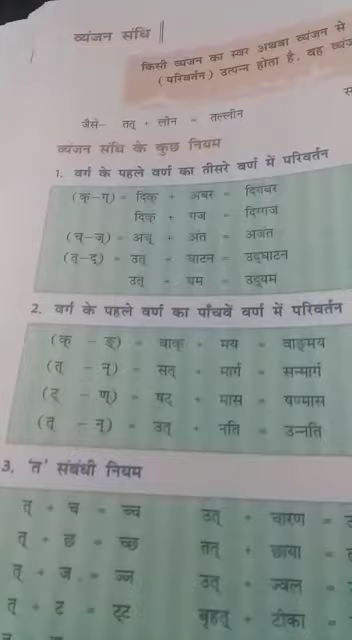 व्यंजन संधि
किसी व्यंजन का स्वर अथवा व्यंजन से
(परिवर्तन) उत्पन्न होता है, वह
जैसे– तत् + लीन = तल्लीन
व्यंजन संधि के कुछ नियम
1. वर्ग के पहले वर्ण का तीसरे वर्ण में परिवर्तन
(क्-ग्) = दिक् + अंबर = दिगंबर
दिक् + गज = दिग्गज
(च्-ज्) = अच् + अंत = अजंत
(त्-द्) = उत् + घाटन = उद्घाटन
उत् + यम = उद्यम
2. वर्ग के पहले वर्ण का पाँचवें वर्ण में परिवर्तन
(क् - ङ्) = वाक् + मय = वाङ्मय
(त् - न्) = सत् + मार्ग = सन्मार्ग
(ट् - ण्) = षट् + मास = षण्मास
(त् - न्) = उत् + नति = उन्नति
3. 'त' संबंधी नियम
त् + च = च्च उत् + चारण =
त् + छ = च्छ तत् + छाया =
त् + ज = ज्ज उत् + ज्वल =
त् + ट = ट्ट बृहत् + टीका =